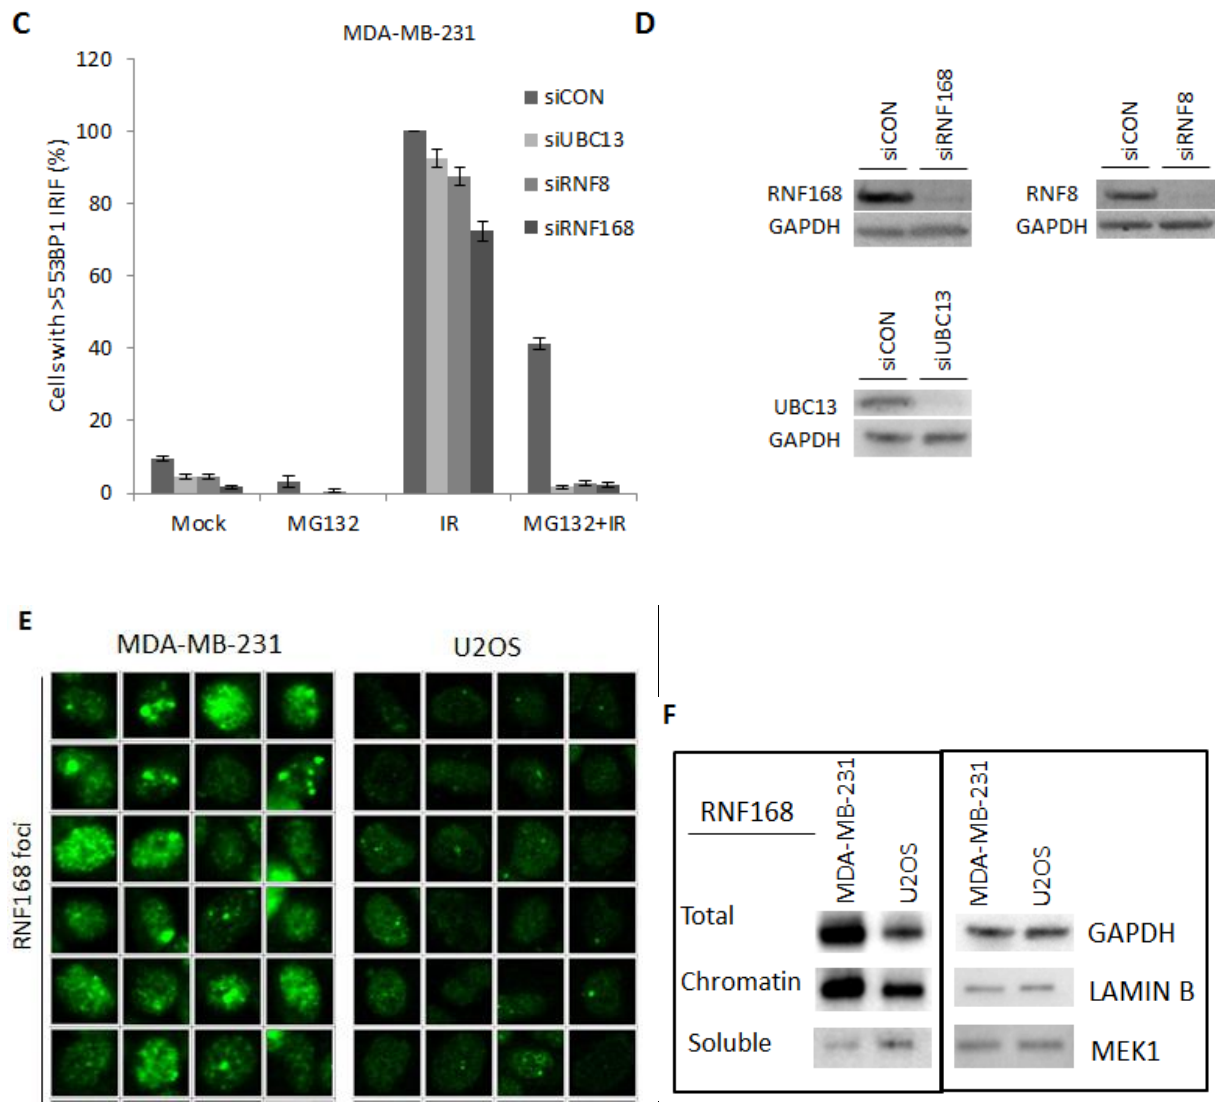 C
MDA-MB-231
120
100
80
60
40
20
0
Cellswith >5 53BP1 IRIF (%)
siCON
siUBC13
siRNF8
siRNF168
Mock
MG132
IR
MG132+IR
D
siCON
siRNF168
RNF168
GAPDH
siCON
siRNF8
RNF8
GAPDH
siCON
siUBC13
UBC13
GAPDH
E
MDA-MB-231
U2OS
RNF168 foci
F
RNF168
MDA-MB-231
U2OS
MDA-MB-231
U2OS
Total
GAPDH
Chromatin
LAMIN B
Soluble
MEK1